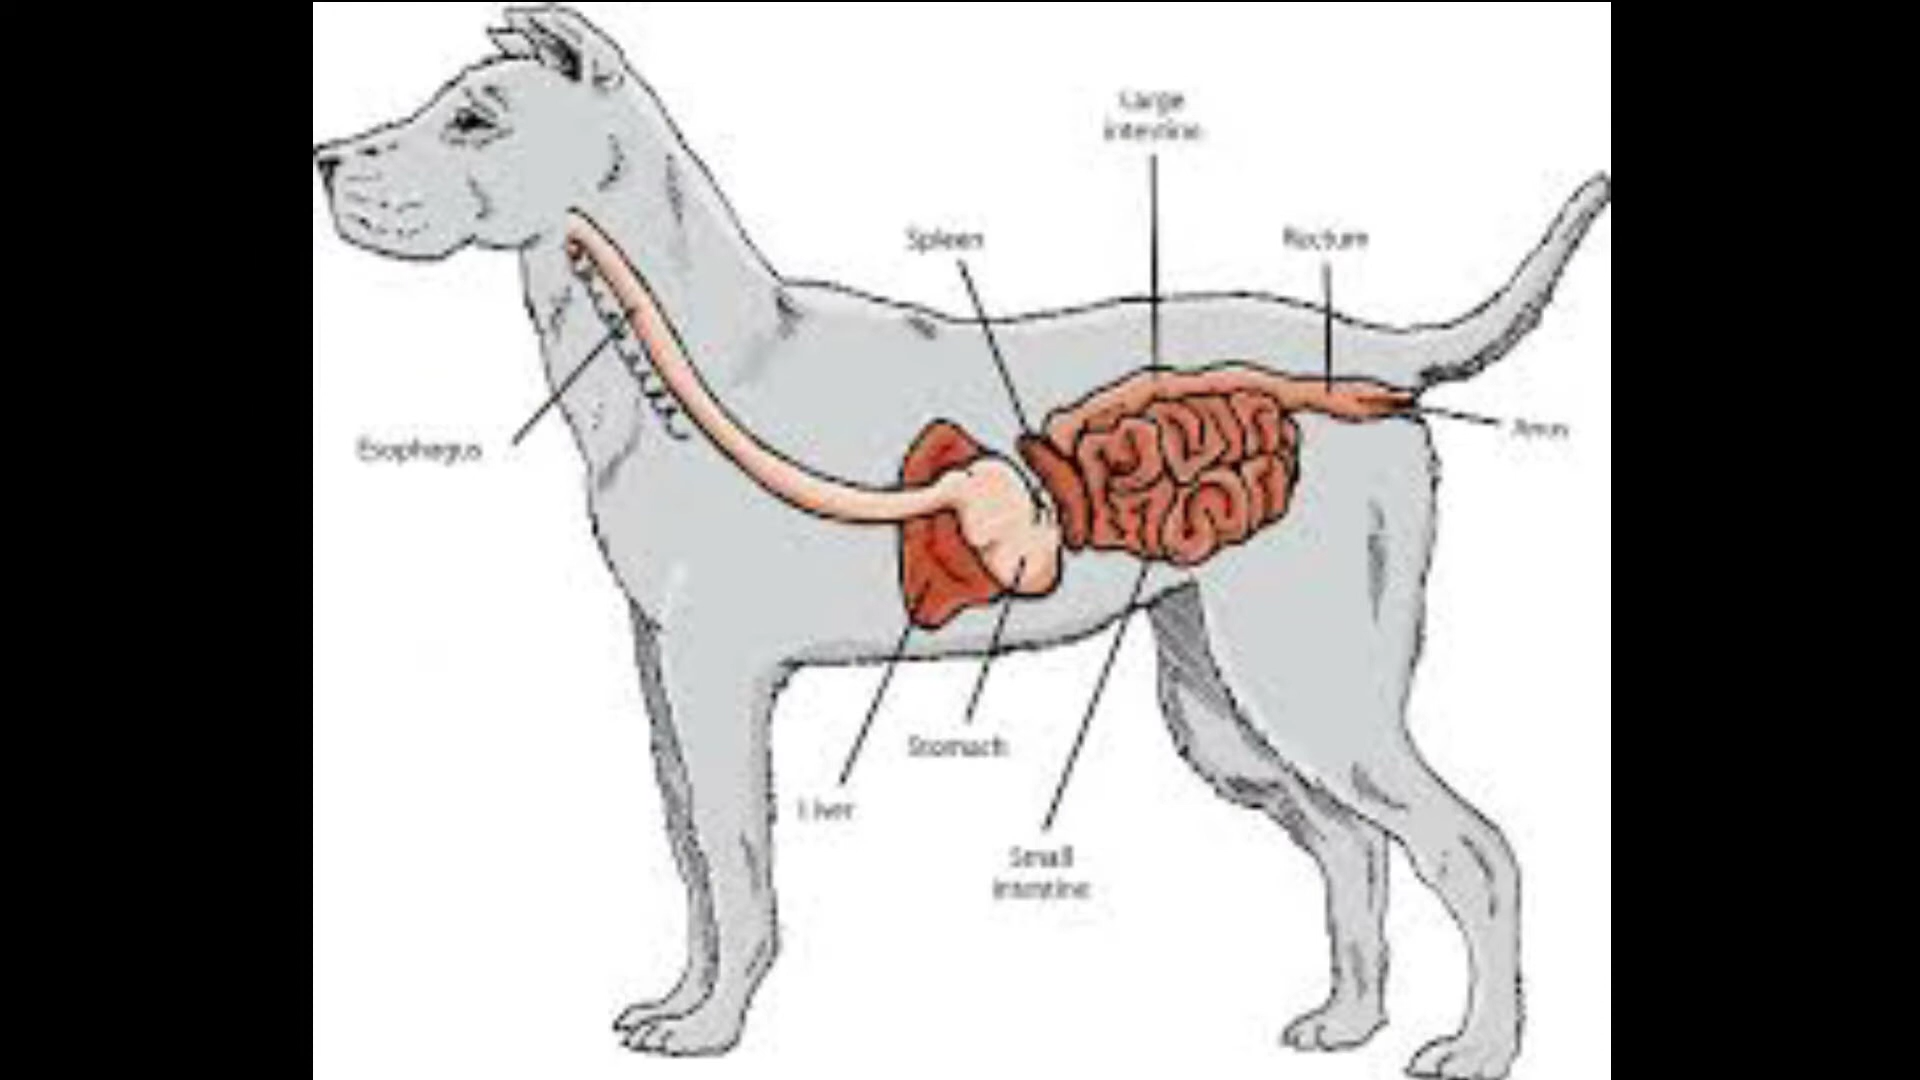 Large
intestine
Spleen
Rectum
Esophagus
Anus
Stomach
Liver
Small
intestine